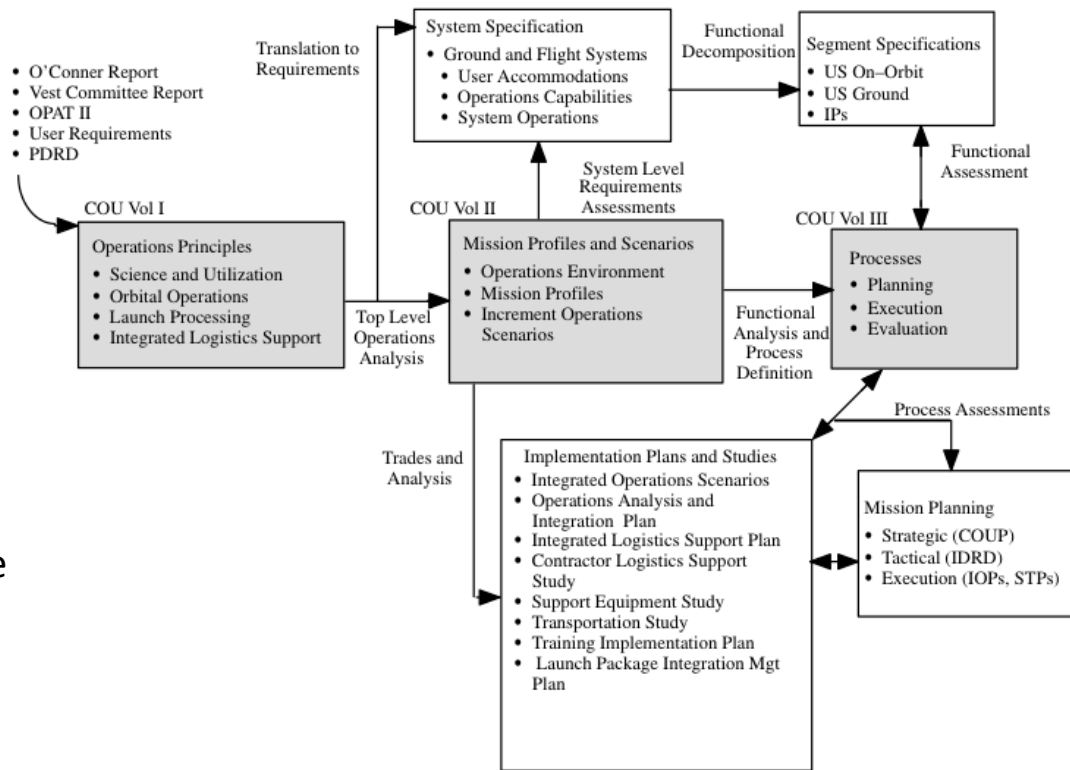 • O'Conner Report
• Vest Committee Report
• OPAT II
• User Requirements
• PDRD
Translation to
Requirements
System Specification
• Ground and Flight Systems
• User Accommodations
• Operations Capabilities
• System Operations
Functional
Decomposition
Segment Specifications
• US On–Orbit
• US Ground
• IPs
System Level
Requirements
Assessments
Functional
Assessment
COU Vol I
Operations Principles
• Science and Utilization
• Orbital Operations
• Launch Processing
• Integrated Logistics Support
Top Level
Operations
Analysis
COU Vol II
Mission Profiles and Scenarios
• Operations Environment
• Mission Profiles
• Increment Operations
Scenarios
Functional
Analysis and
Process
Definition
COU Vol III
Processes
• Planning
• Execution
• Evaluation
Process Assessments
Trades and
Analysis
Implementation Plans and Studies
• Integrated Operations Scenarios
• Operations Analysis and
Integration Plan
• Integrated Logistics Support Plan
• Contractor Logistics Support
Study
• Support Equipment Study
• Transportation Study
• Training Implementation Plan
• Launch Package Integration Mgt
Plan
Mission Planning
• Strategic (COUP)
• Tactical (IDRD)
• Execution (IOPs, STPs)
e